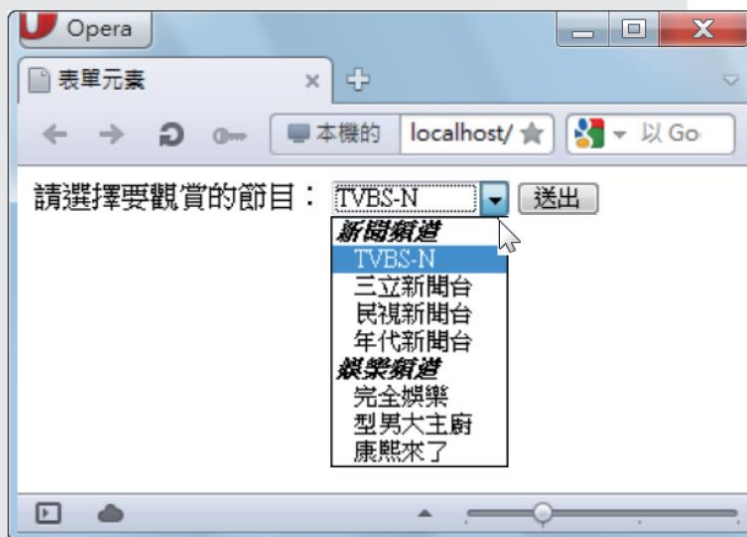 Opera
表單元素
本機的 localhost/ 以 Go
請選擇要觀賞的節目： TVBS-N 送出
新聞頻道
TVBS-N
三立新聞台
民視新聞台
年代新聞台
娛樂頻道
完全娛樂
型男大主廚
康熙來了